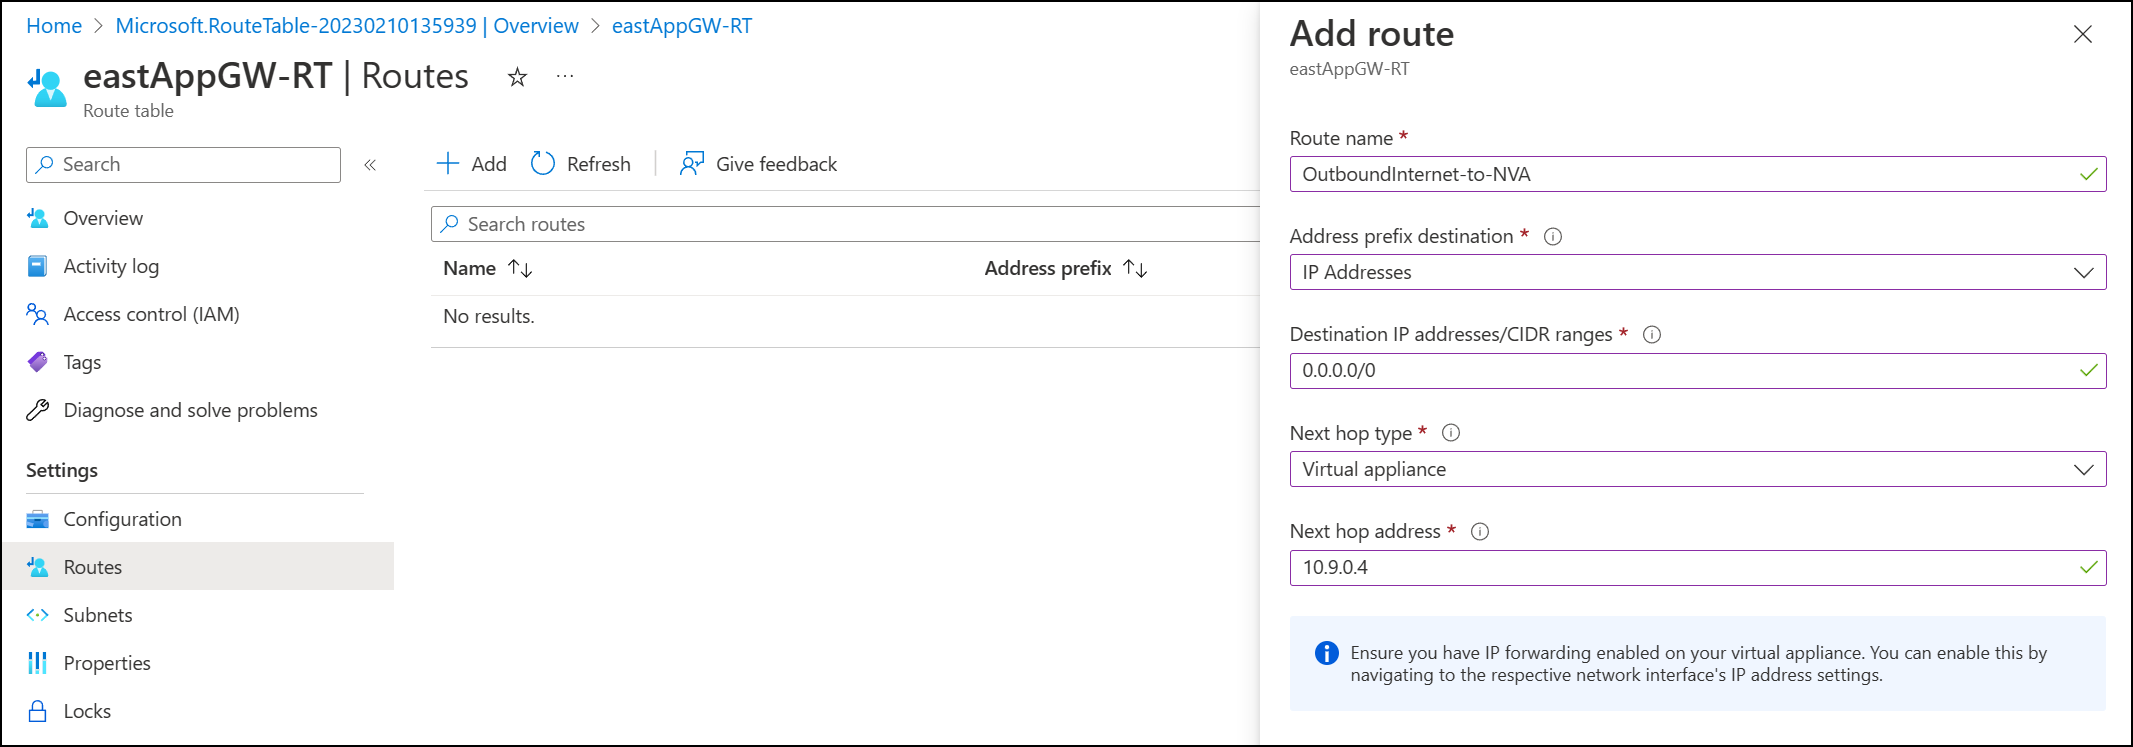 Home > Microsoft.RouteTable-20230210135939 | Overview > eastAppGW-RT
eastAppGW-RT | Routes
Route table
Search
Overview
Activity log
Access control (IAM)
Tags
Diagnose and solve problems
Settings
Configuration
Routes
Subnets
Properties
Locks
Add
Refresh
Give feedback
Search routes
Name Address prefix
No results.
Add route
eastAppGW-RT
Route name *
OutboundInternet-to-NVA
Address prefix destination *
IP Addresses
Destination IP addresses/CIDR ranges *
0.0.0.0/0
Next hop type *
Virtual appliance
Next hop address *
10.9.0.4
Ensure you have IP forwarding enabled on your virtual appliance. You can enable this by
navigating to the respective network interface's IP address settings.